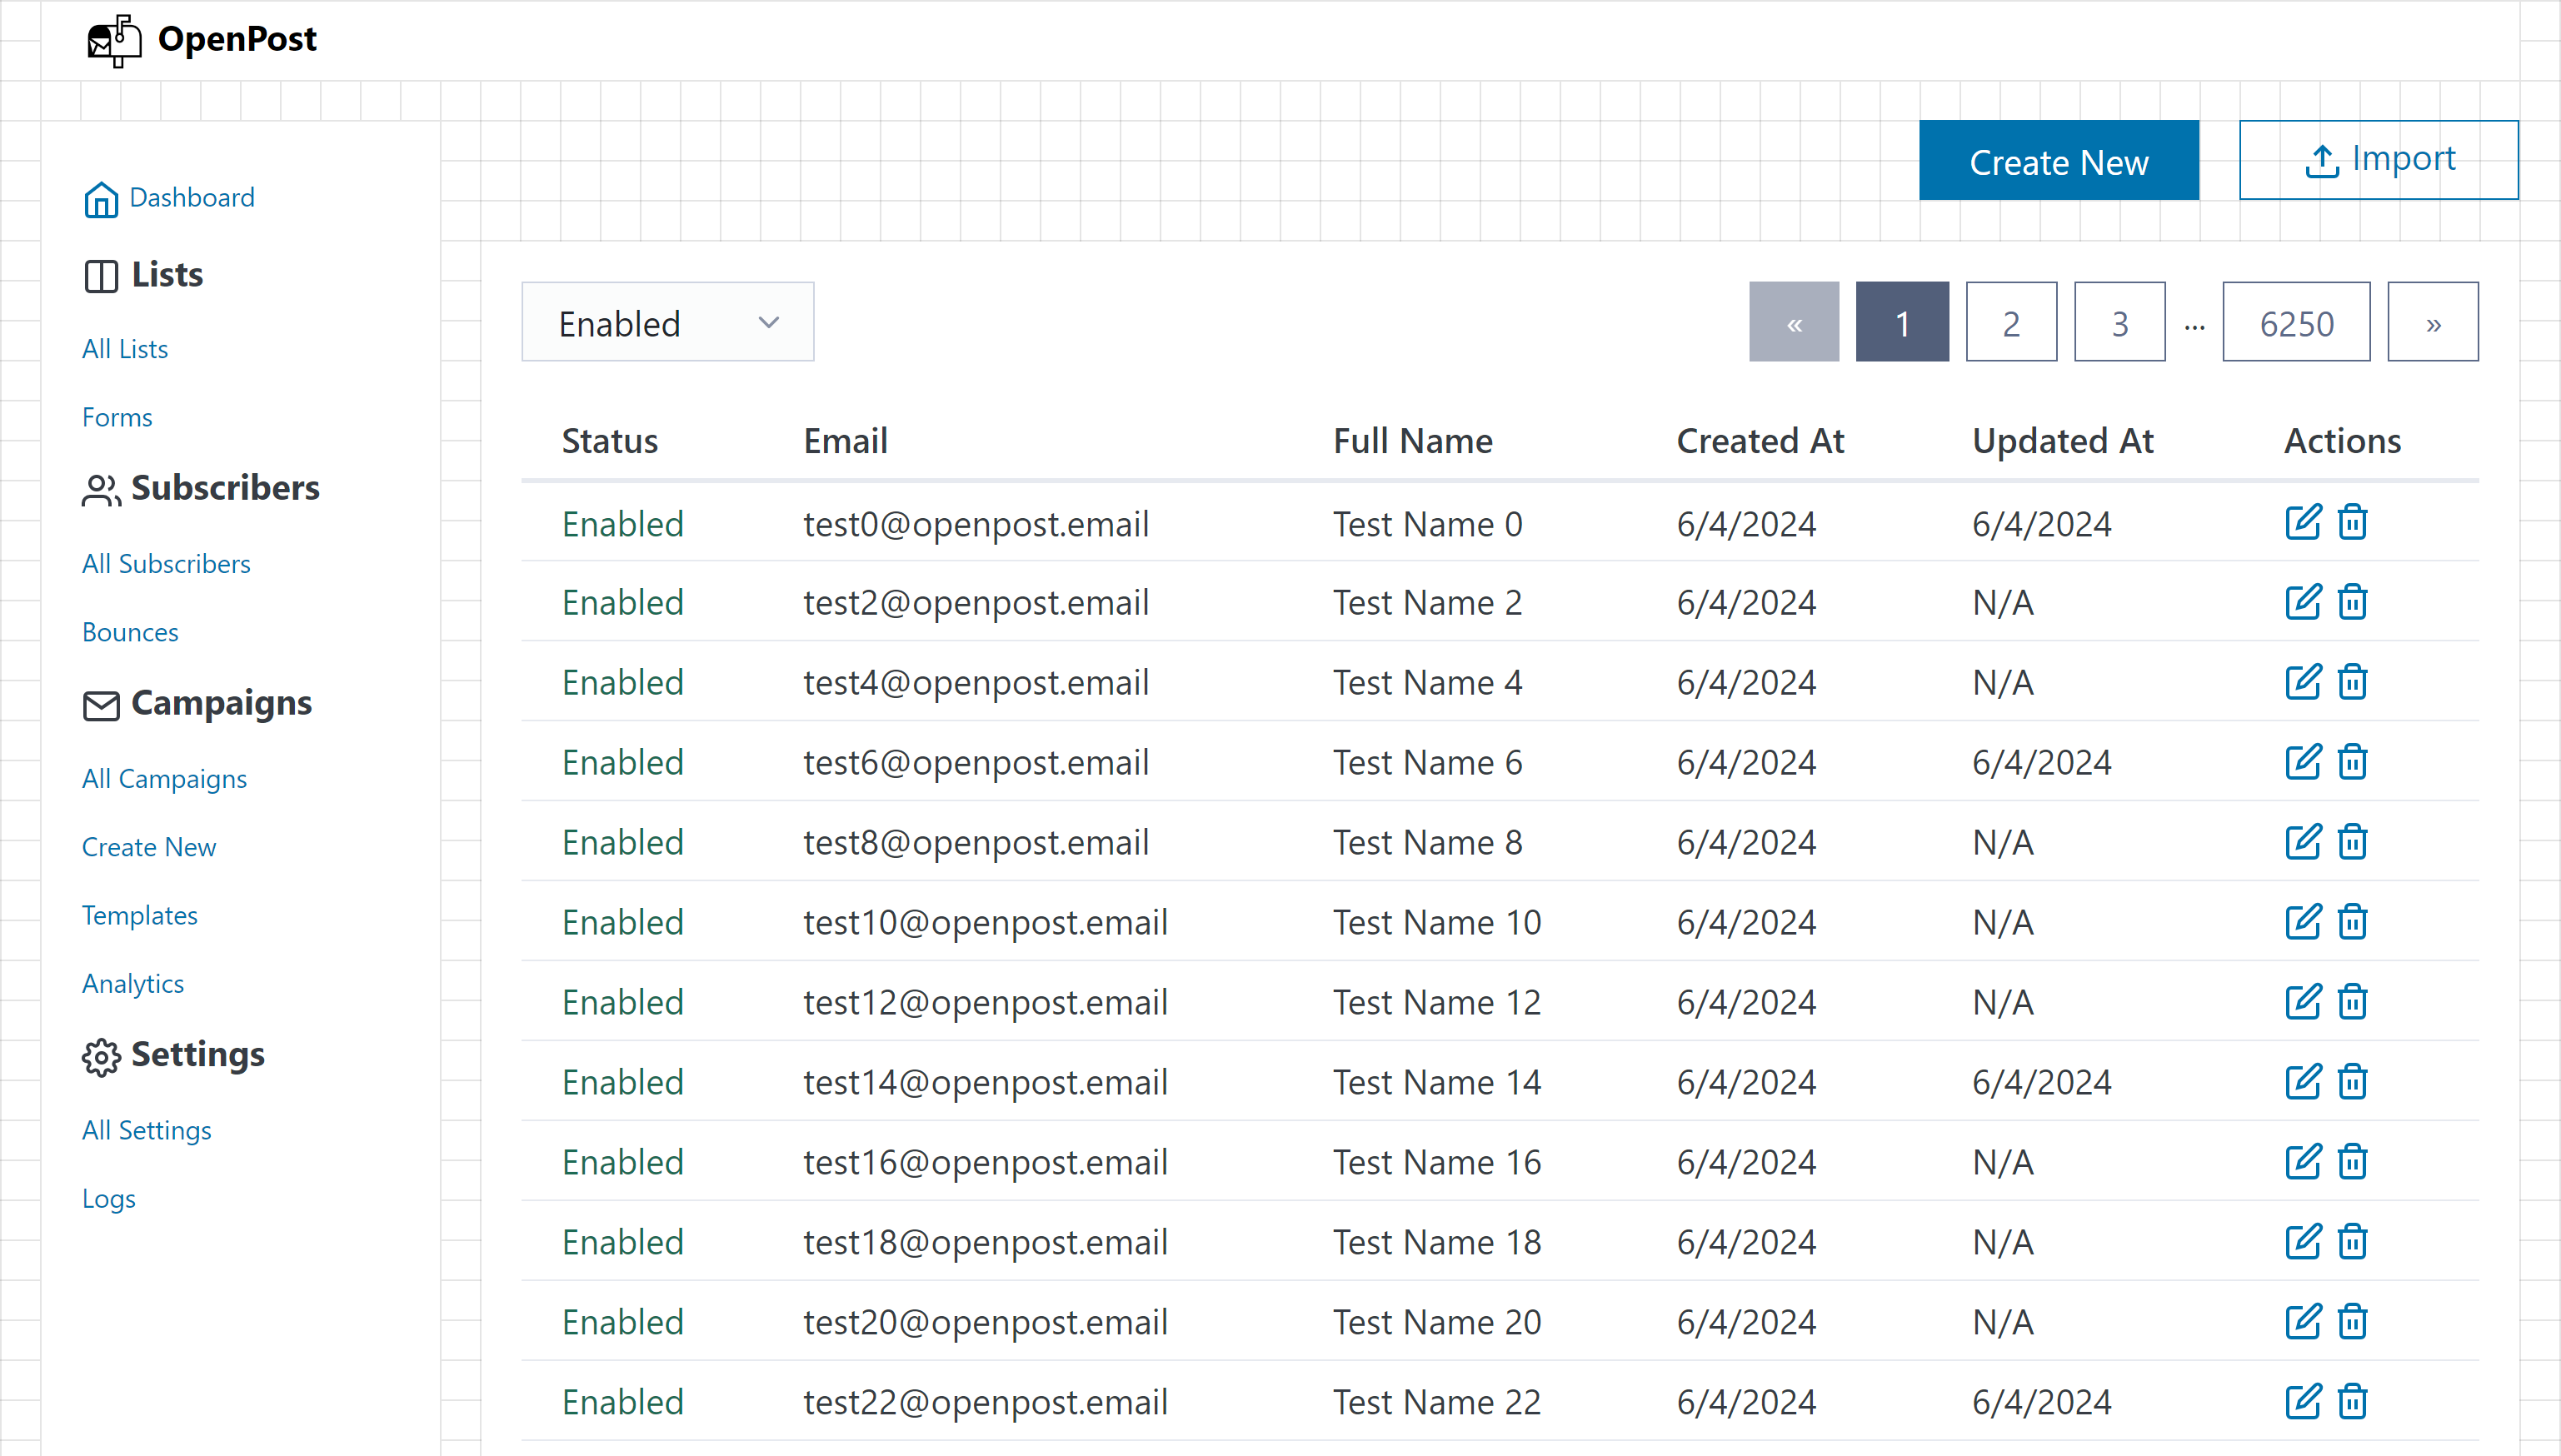 OpenPost
Create New
Import
Dashboard
Lists
All Lists
Forms
Subscribers
All Subscribers
Bounces
Campaigns
All Campaigns
Create New
Templates
Analytics
Settings
All Settings
Logs
Enabled
« 1 2 3 ... 6250 »
Status Email Full Name Created At Updated At Actions
Enabled test0@openpost.email Test Name 0 6/4/2024 6/4/2024
Enabled test2@openpost.email Test Name 2 6/4/2024 N/A
Enabled test4@openpost.email Test Name 4 6/4/2024 N/A
Enabled test6@openpost.email Test Name 6 6/4/2024 6/4/2024
Enabled test8@openpost.email Test Name 8 6/4/2024 N/A
Enabled test10@openpost.email Test Name 10 6/4/2024 N/A
Enabled test12@openpost.email Test Name 12 6/4/2024 N/A
Enabled test14@openpost.email Test Name 14 6/4/2024 6/4/2024
Enabled test16@openpost.email Test Name 16 6/4/2024 N/A
Enabled test18@openpost.email Test Name 18 6/4/2024 N/A
Enabled test20@openpost.email Test Name 20 6/4/2024 N/A
Enabled test22@openpost.email Test Name 22 6/4/2024 6/4/2024